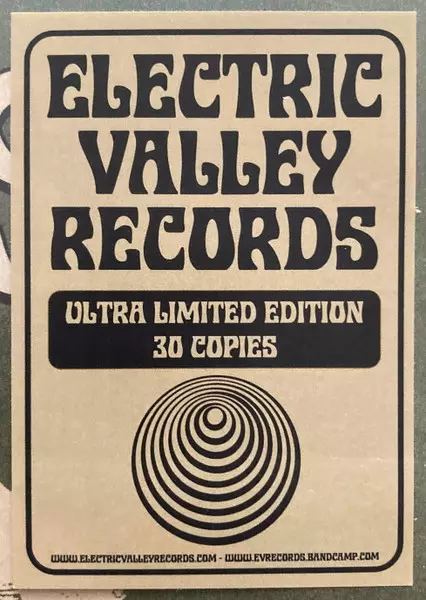 ELECTRIC
VALLEY
RECORDS
ULTRA LIMITED EDITION
30 COPIES
WWW.ELECTRICVALLEYRECORDS.COM - WWW.EVRECORDS.BANDCAMP.COM